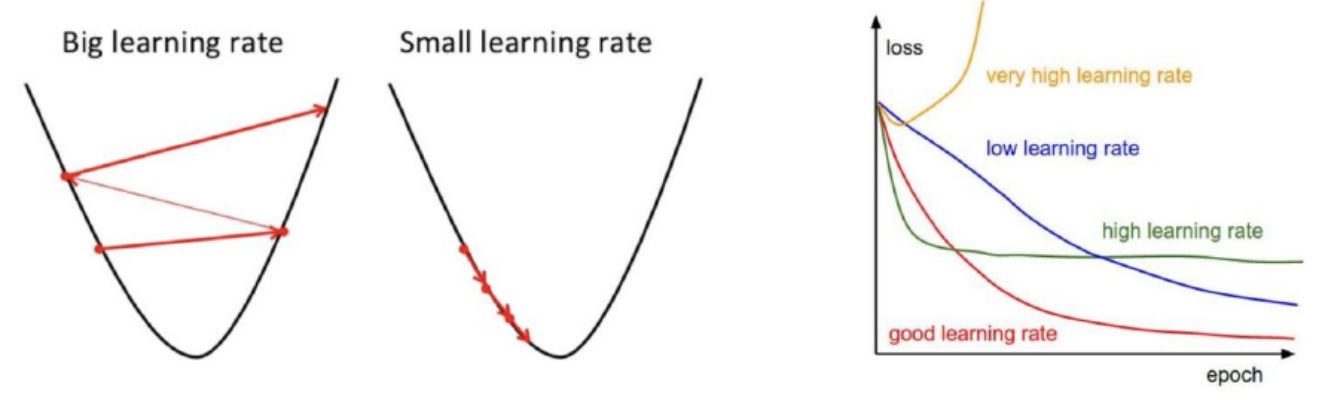 Big learning rate
Small learning rate
loss
very high learning rate
low learning rate
high learning rate
good learning rate
epoch